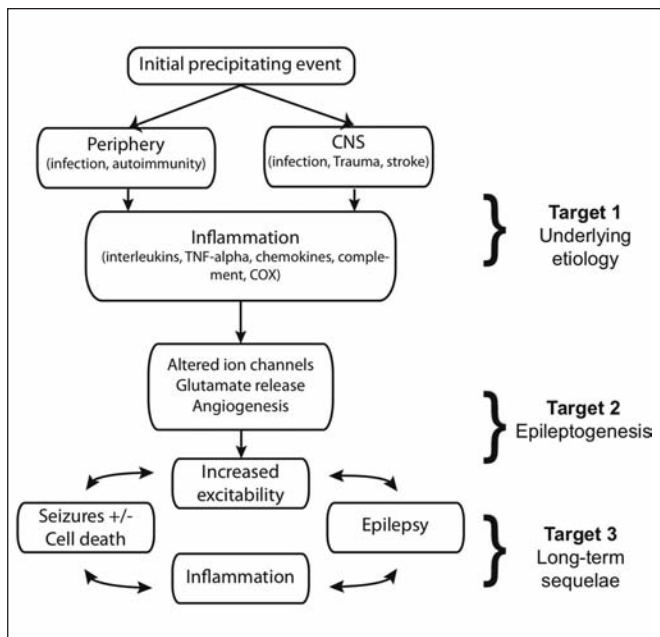 Initial precipitating event
Periphery
(infection, autoimmunity)
CNS
(infection, Trauma, stroke)
Inflammation
(interleukins, TNF-alpha, chemokines, comple-
ment, COX)
Target 1
Underlying
etiology
Altered ion channels
Glutamate release
Angiogenesis
Target 2
Epileptogenesis
Increased
excitability
Seizures +/-
Cell death
Epilepsy
Inflammation
Target 3
Long-term
sequelae